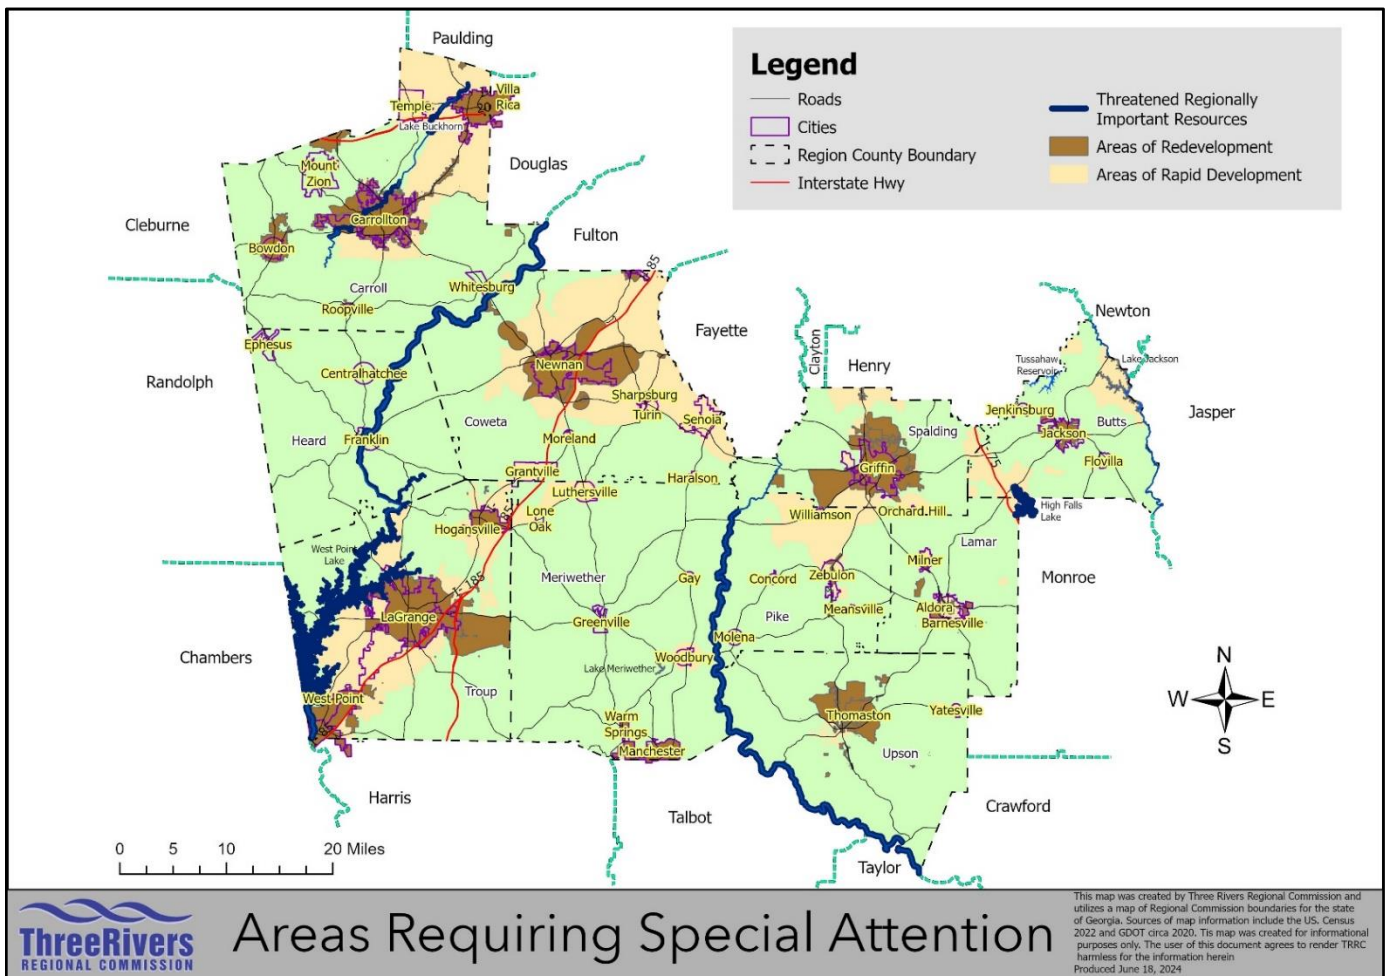 Paulding
Legend
Roads
Cities
Region County Boundary
Interstate Hwy
Threatened Regionally
Important Resources
Areas of Redevelopment
Areas of Rapid Development
Villa
Rica
Temple
20
Lake Buckhorn
Douglas
Mount
Zion
Carrollton
Cleburne
Fulton
Bowdon
I-85
Carroll
Whitesburg
Roopville
Newton
Fayette
Clayton
Henry
Ephesus
Newnan
Tussahaw
Reservoir
Lake Jackson
Randolph
Centralhatchee
Sharpsburg
Turin
Senoia
Jenkinsburg
Jasper
Coweta
Spalding
Butts
Heard
Franklin
Moreland
Jackson
I-75
Griffin
Flovilla
Grantville
Haralson
Luthersville
Lone
Oak
Hogansville
85
Williamson
Orchard Hill
High Falls
Lake
West Point
Lake
Lamar
Milner
Meriwether
Gay
Concord
Zebulon
Monroe
I-185
LaGrange
Greenville
Pike
Meansville
Aldora
Barnesville
Molena
Chambers
Woodbury
Lake Meriwether
Troup
West Point
85
Warm
Springs
Manchester
Thomaston
Yatesville
Upson
N
W
E
S
Harris
Talbot
Crawford
Taylor
0 5 10 20 Miles
ThreeRivers
REGIONAL COMMISSION
Areas Requiring Special Attention
This map was created by Three Rivers Regional Commission and
utilizes a map of Regional Commission boundaries for the state
of Georgia. Sources of map information include the US. Census
2022 and GDOT circa 2020. Tis map was created for informational
purposes only. The user of this document agrees to render TRRC
harmless for the information herein
Produced June 18, 2024